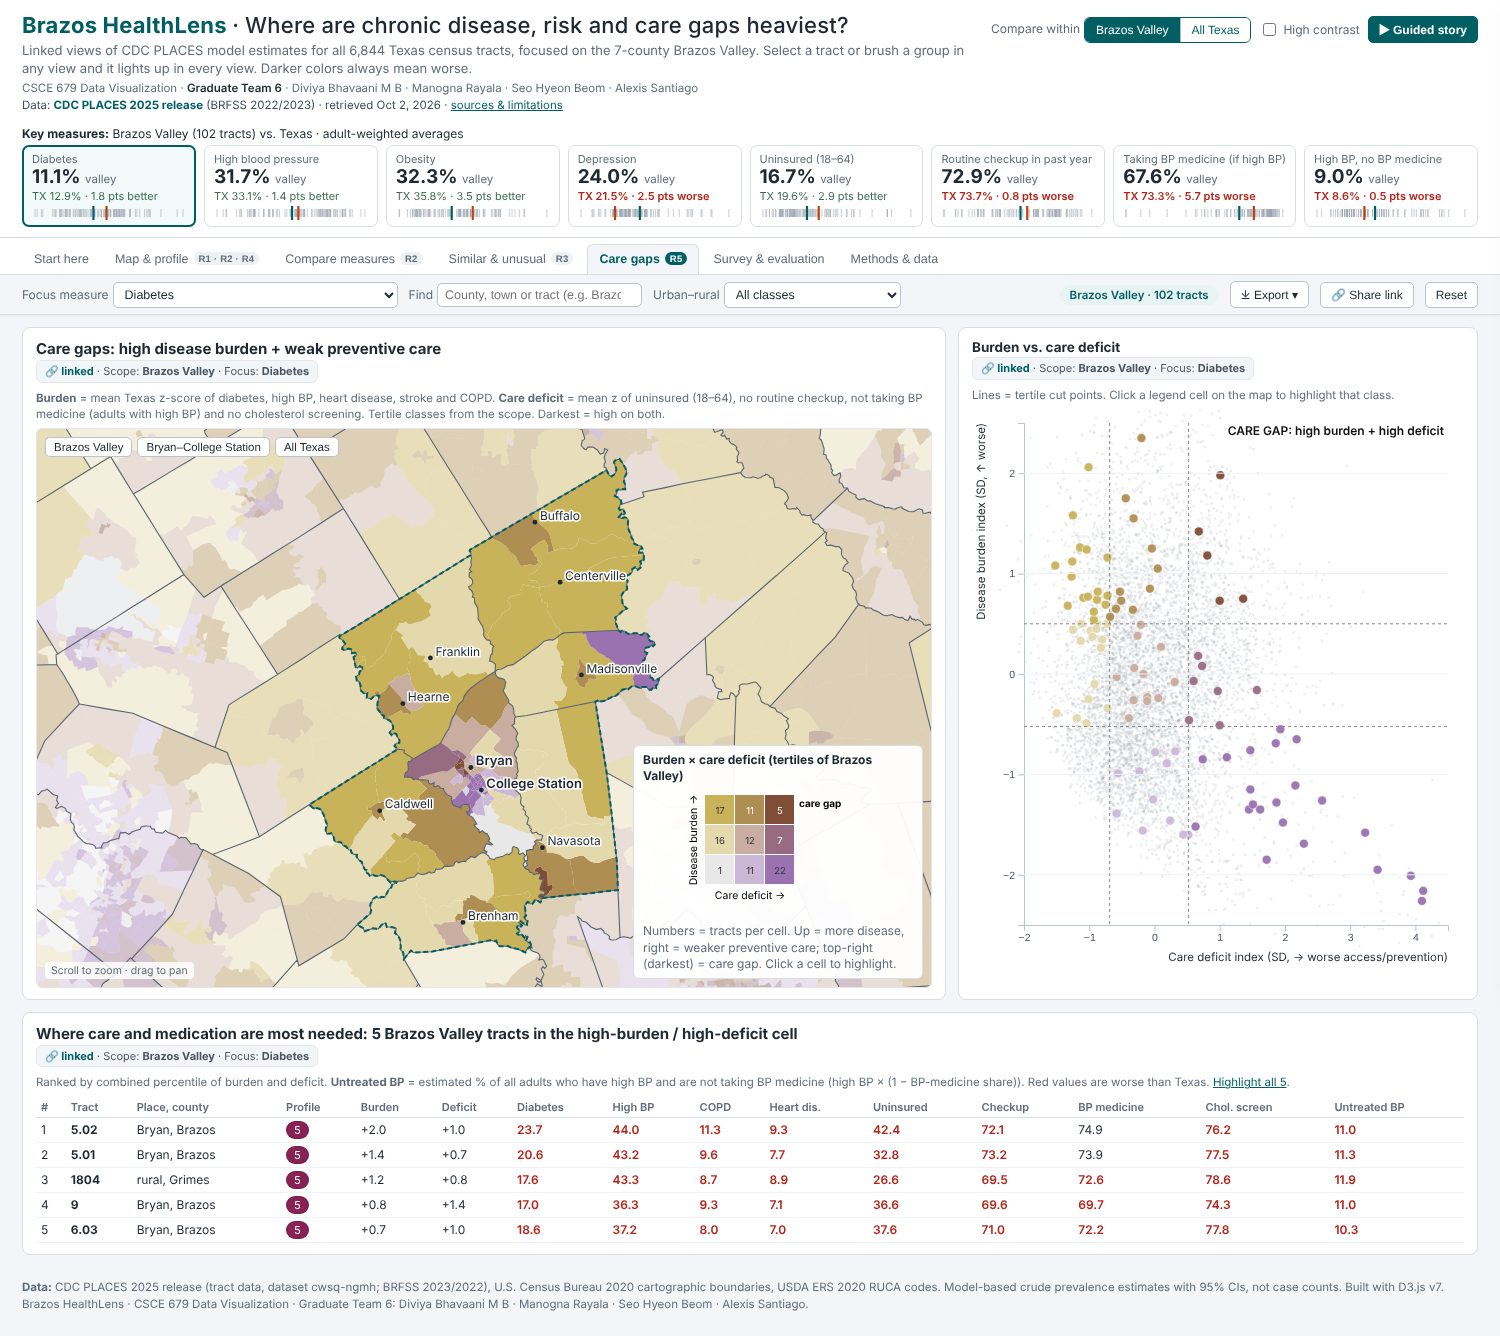 Brazos HealthLens · Where are chronic disease, risk and care gaps heaviest?
Linked views of CDC PLACES model estimates for all 6,844 Texas census tracts, focused on the 7-county Brazos Valley. Select a tract or brush a group in
any view and it lights up in every view. Darker colors always mean worse.
CSCE 679 Data Visualization · Graduate Team 6 · Diviya Bhavaani M B · Manogna Rayala · Seo Hyeon Beom · Alexis Santiago
Data: CDC PLACES 2025 release (BRFSS 2022/2023) · retrieved Oct 2, 2026 · sources & limitations
Compare within Brazos Valley All Texas High contrast ▶ Guided story
Key measures: Brazos Valley (102 tracts) vs. Texas · adult-weighted averages
Diabetes
11.1% valley
TX 12.9% · 1.8 pts better
High blood pressure
31.7% valley
TX 33.1% · 1.4 pts better
Obesity
32.3% valley
TX 35.8% · 3.5 pts better
Depression
24.0% valley
TX 21.5% · 2.5 pts worse
Uninsured (18–64)
16.7% valley
TX 19.6% · 2.9 pts better
Routine checkup in past year
72.9% valley
TX 73.7% · 0.8 pts worse
Taking BP medicine (if high BP)
67.6% valley
TX 73.3% · 5.7 pts worse
High BP, no BP medicine
9.0% valley
TX 8.6% · 0.5 pts worse
Start here Map & profile R1 · R2 · R4 Compare measures R2 Similar & unusual R3 Care gaps R5 Survey & evaluation Methods & data
Focus measure Diabetes Find County, town or tract (e.g. Brazc Urban–rural All classes Brazos Valley · 102 tracts Export ▾ 🔗 Share link Reset
Care gaps: high disease burden + weak preventive care
🔗 linked · Scope: Brazos Valley · Focus: Diabetes
Burden = mean Texas z-score of diabetes, high BP, heart disease, stroke and COPD. Care deficit = mean z of uninsured (18–64), no routine checkup, not taking BP
medicine (adults with high BP) and no cholesterol screening. Tertile classes from the scope. Darkest = high on both.
Brazos Valley Bryan–College Station All Texas
Buffalo
Centerville
Franklin
Madisonville
Hearne
Bryan
College Station
Caldwell
Navasota
Brenham
Scroll to zoom · drag to pan
Burden × care deficit (tertiles of Brazos
Valley)
Disease burden →
17 11 5 care gap
16 12 7
1 11 22
Care deficit →
Numbers = tracts per cell. Up = more disease,
right = weaker preventive care; top-right
(darkest) = care gap. Click a cell to highlight.
Burden vs. care deficit
🔗 linked · Scope: Brazos Valley · Focus: Diabetes
Lines = tertile cut points. Click a legend cell on the map to highlight that class.
CARE GAP: high burden + high deficit
Disease burden index (SD, ↑ worse)
2
1
0
−1
−2
−2 −1 0 1 2 3 4
Care deficit index (SD, → worse access/prevention)
Where care and medication are most needed: 5 Brazos Valley tracts in the high-burden / high-deficit cell
🔗 linked · Scope: Brazos Valley · Focus: Diabetes
Ranked by combined percentile of burden and deficit. Untreated BP = estimated % of all adults who have high BP and are not taking BP medicine (high BP × (1 − BP-medicine share)). Red values are worse than Texas. Highlight all 5.
# Tract Place, county Profile Burden Deficit Diabetes High BP COPD Heart dis. Uninsured Checkup BP medicine Chol. screen Untreated BP
1 5.02 Bryan, Brazos 5 +2.0 +1.0 23.7 44.0 11.3 9.3 42.4 72.1 74.9 76.2 11.0
2 5.01 Bryan, Brazos 5 +1.4 +0.7 20.6 43.2 9.6 7.7 32.8 73.2 73.9 77.5 11.3
3 1804 rural, Grimes 5 +1.2 +0.8 17.6 43.3 8.7 8.9 26.6 69.5 72.6 78.6 11.9
4 9 Bryan, Brazos 5 +0.8 +1.4 17.0 36.3 9.3 7.1 36.6 69.6 69.7 74.3 11.0
5 6.03 Bryan, Brazos 5 +0.7 +1.0 18.6 37.2 8.0 7.0 37.6 71.0 72.2 77.8 10.3
Data: CDC PLACES 2025 release (tract data, dataset cwsq-ngmh; BRFSS 2023/2022), U.S. Census Bureau 2020 cartographic boundaries, USDA ERS 2020 RUCA codes. Model-based crude prevalence estimates with 95% CIs, not case counts. Built with D3.js v7.
Brazos HealthLens · CSCE 679 Data Visualization · Graduate Team 6: Diviya Bhavaani M B · Manogna Rayala · Seo Hyeon Beom · Alexis Santiago.